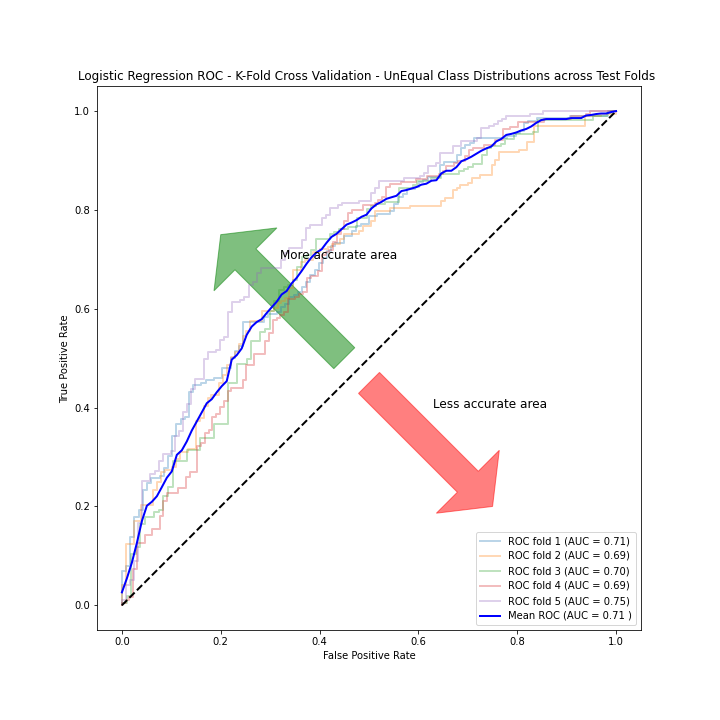 Logistic Regression ROC - K-Fold Cross Validation - UnEqual Class Distributions across Test Folds
1.0
0.8
0.6
0.4
0.2
0.0
True Positive Rate
More accurate area
Less accurate area
ROC fold 1 (AUC = 0.71)
ROC fold 2 (AUC = 0.69)
ROC fold 3 (AUC = 0.70)
ROC fold 4 (AUC = 0.69)
ROC fold 5 (AUC = 0.75)
Mean ROC (AUC = 0.71 )
0.0 0.2 0.4 0.6 0.8 1.0
False Positive Rate